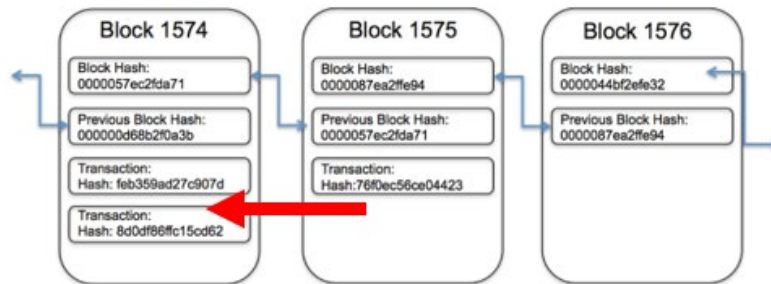 Block 1574
Block Hash:
0000057ec2fda71
Previous Block Hash:
000000d68b2f0a3b
Transaction:
Hash: feb359ad27c907d
Transaction:
Hash: 8d0df86ffc15cd62
Block 1575
Block Hash:
0000087ea2ffe94
Previous Block Hash:
0000057ec2fda71
Transaction:
Hash:76f0ec56ce04423
Block 1576
Block Hash:
0000044bf2efe32
Previous Block Hash:
0000087ea2ffe94